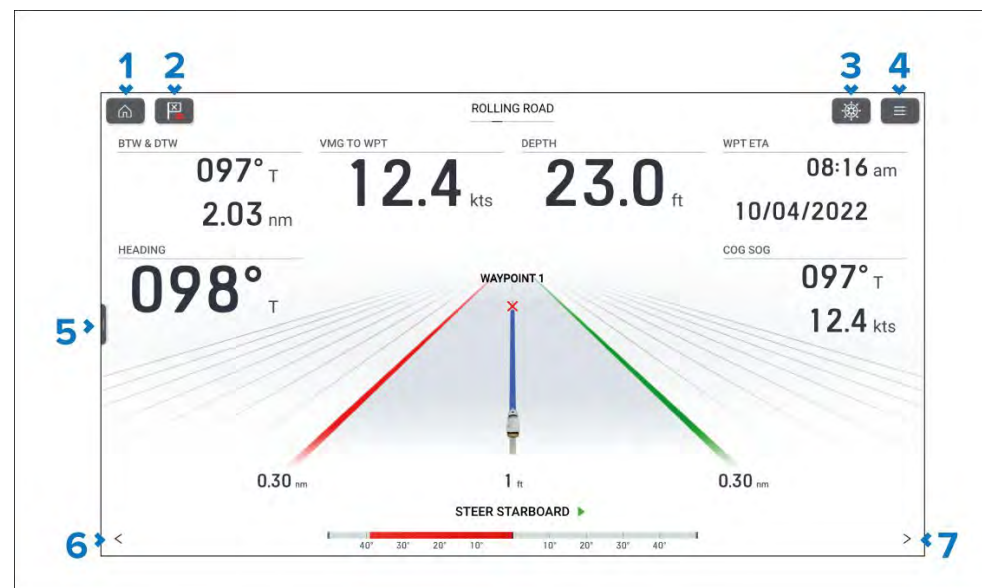 1 2 3 4
ROLLING ROAD
BTW & DTW VMG TO WPT DEPTH WPT ETA
097° T 12.4 kts 23.0 ft 08:16 am
2.03 nm 10/04/2022
HEADING COG SOG
098° T WAYPOINT 1 097° T
5 12.4 kts
0.30 nm 1 ft 0.30 nm
STEER STARBOARD
6 < > 7
40° 30° 20° 10° 10° 20° 30° 40°